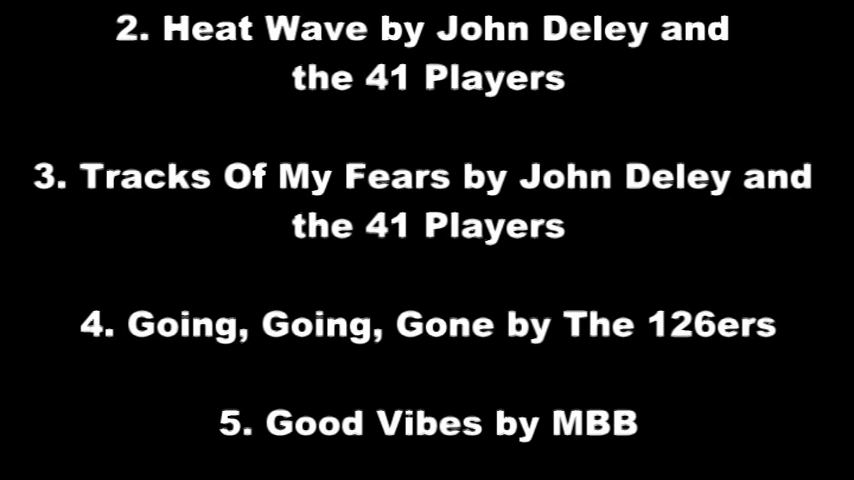 2. Heat Wave by John Deley and
the 41 Players
3. Tracks Of My Fears by John Deley and
the 41 Players
4. Going, Going, Gone by The 126ers
5. Good Vibes by MBB